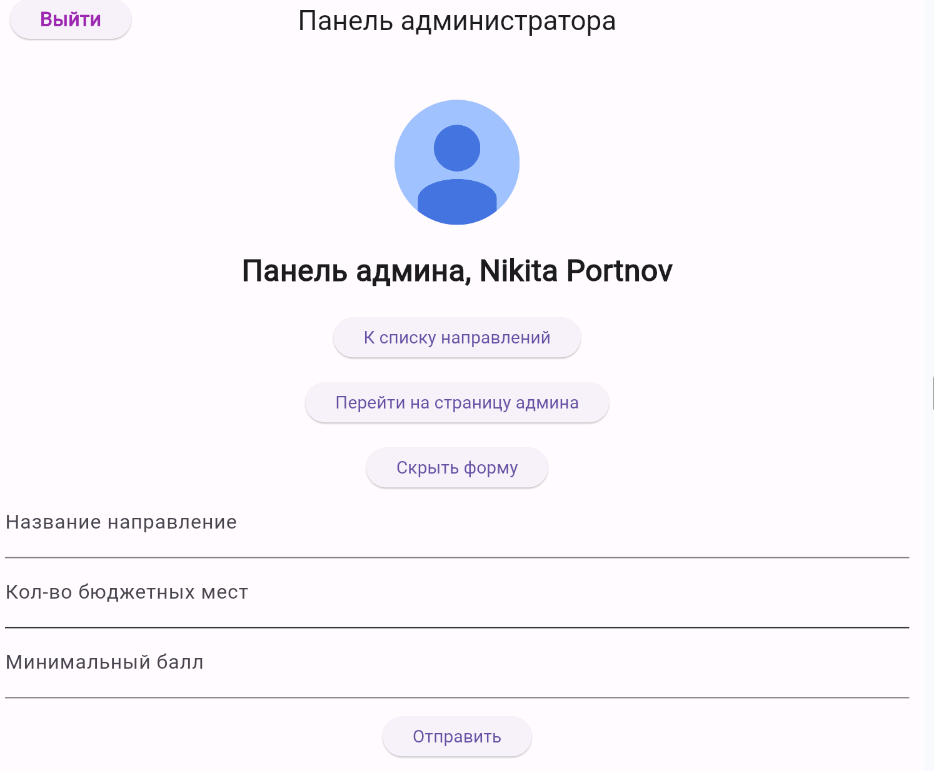 Выйти
Панель администратора
Панель админа, Nikita Portnov
К списку направлений
Перейти на страницу админа
Скрыть форму
Название направление
Кол-во бюджетных мест
Минимальный балл
Отправить